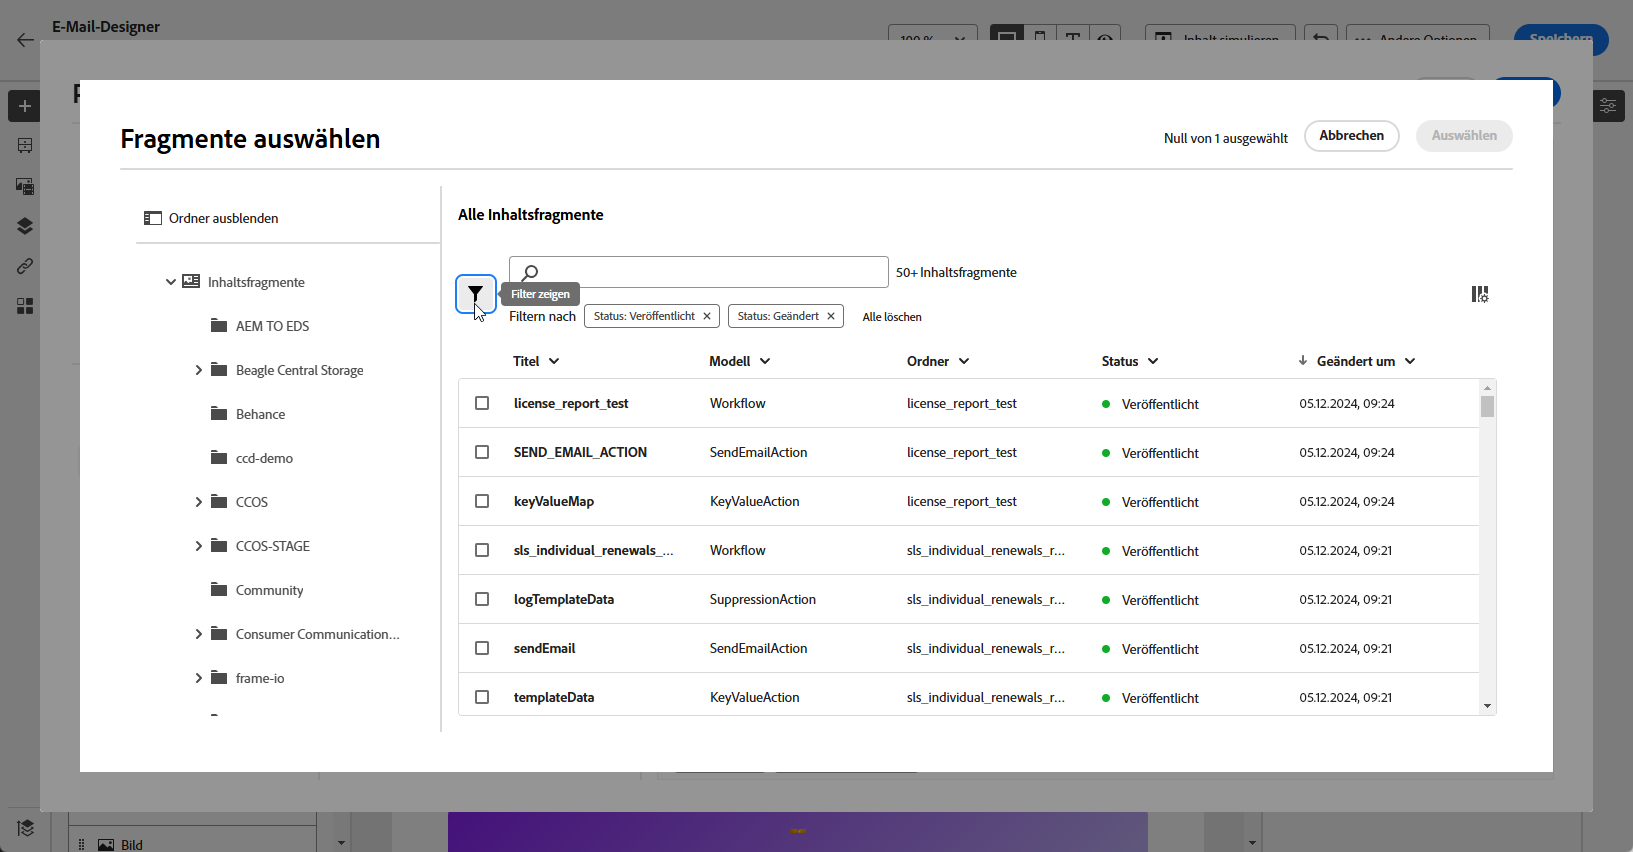 E-Mail-Designer
100 %
Inhalt simulieren
Andere Optionen
Speichern
Fragmente auswählen
Null von 1 ausgewählt
Abbrechen
Auswählen
Ordner ausblenden
Alle Inhaltsfragmente
50+ Inhaltsfragmente
Filter zeigen
Filtern nach
Status: Veröffentlicht
Status: Geändert
Alle löschen
Inhaltsfragmente
AEM TO EDS
Beagle Central Storage
Behance
ccd-demo
CCOS
CCOS-STAGE
Community
Consumer Communication...
frame-io
Titel Modell Ordner Status Geändert um
license_report_test Workflow license_report_test Veröffentlicht 05.12.2024, 09:24
SEND_EMAIL_ACTION SendEmailAction license_report_test Veröffentlicht 05.12.2024, 09:24
keyValueMap KeyValueAction license_report_test Veröffentlicht 05.12.2024, 09:24
sls_individual_renewals_... Workflow sls_individual_renewals_r... Veröffentlicht 05.12.2024, 09:21
logTemplateData SuppressionAction sls_individual_renewals_r... Veröffentlicht 05.12.2024, 09:21
sendEmail SendEmailAction sls_individual_renewals_r... Veröffentlicht 05.12.2024, 09:21
templateData KeyValueAction sls_individual_renewals_r... Veröffentlicht 05.12.2024, 09:21
Bild